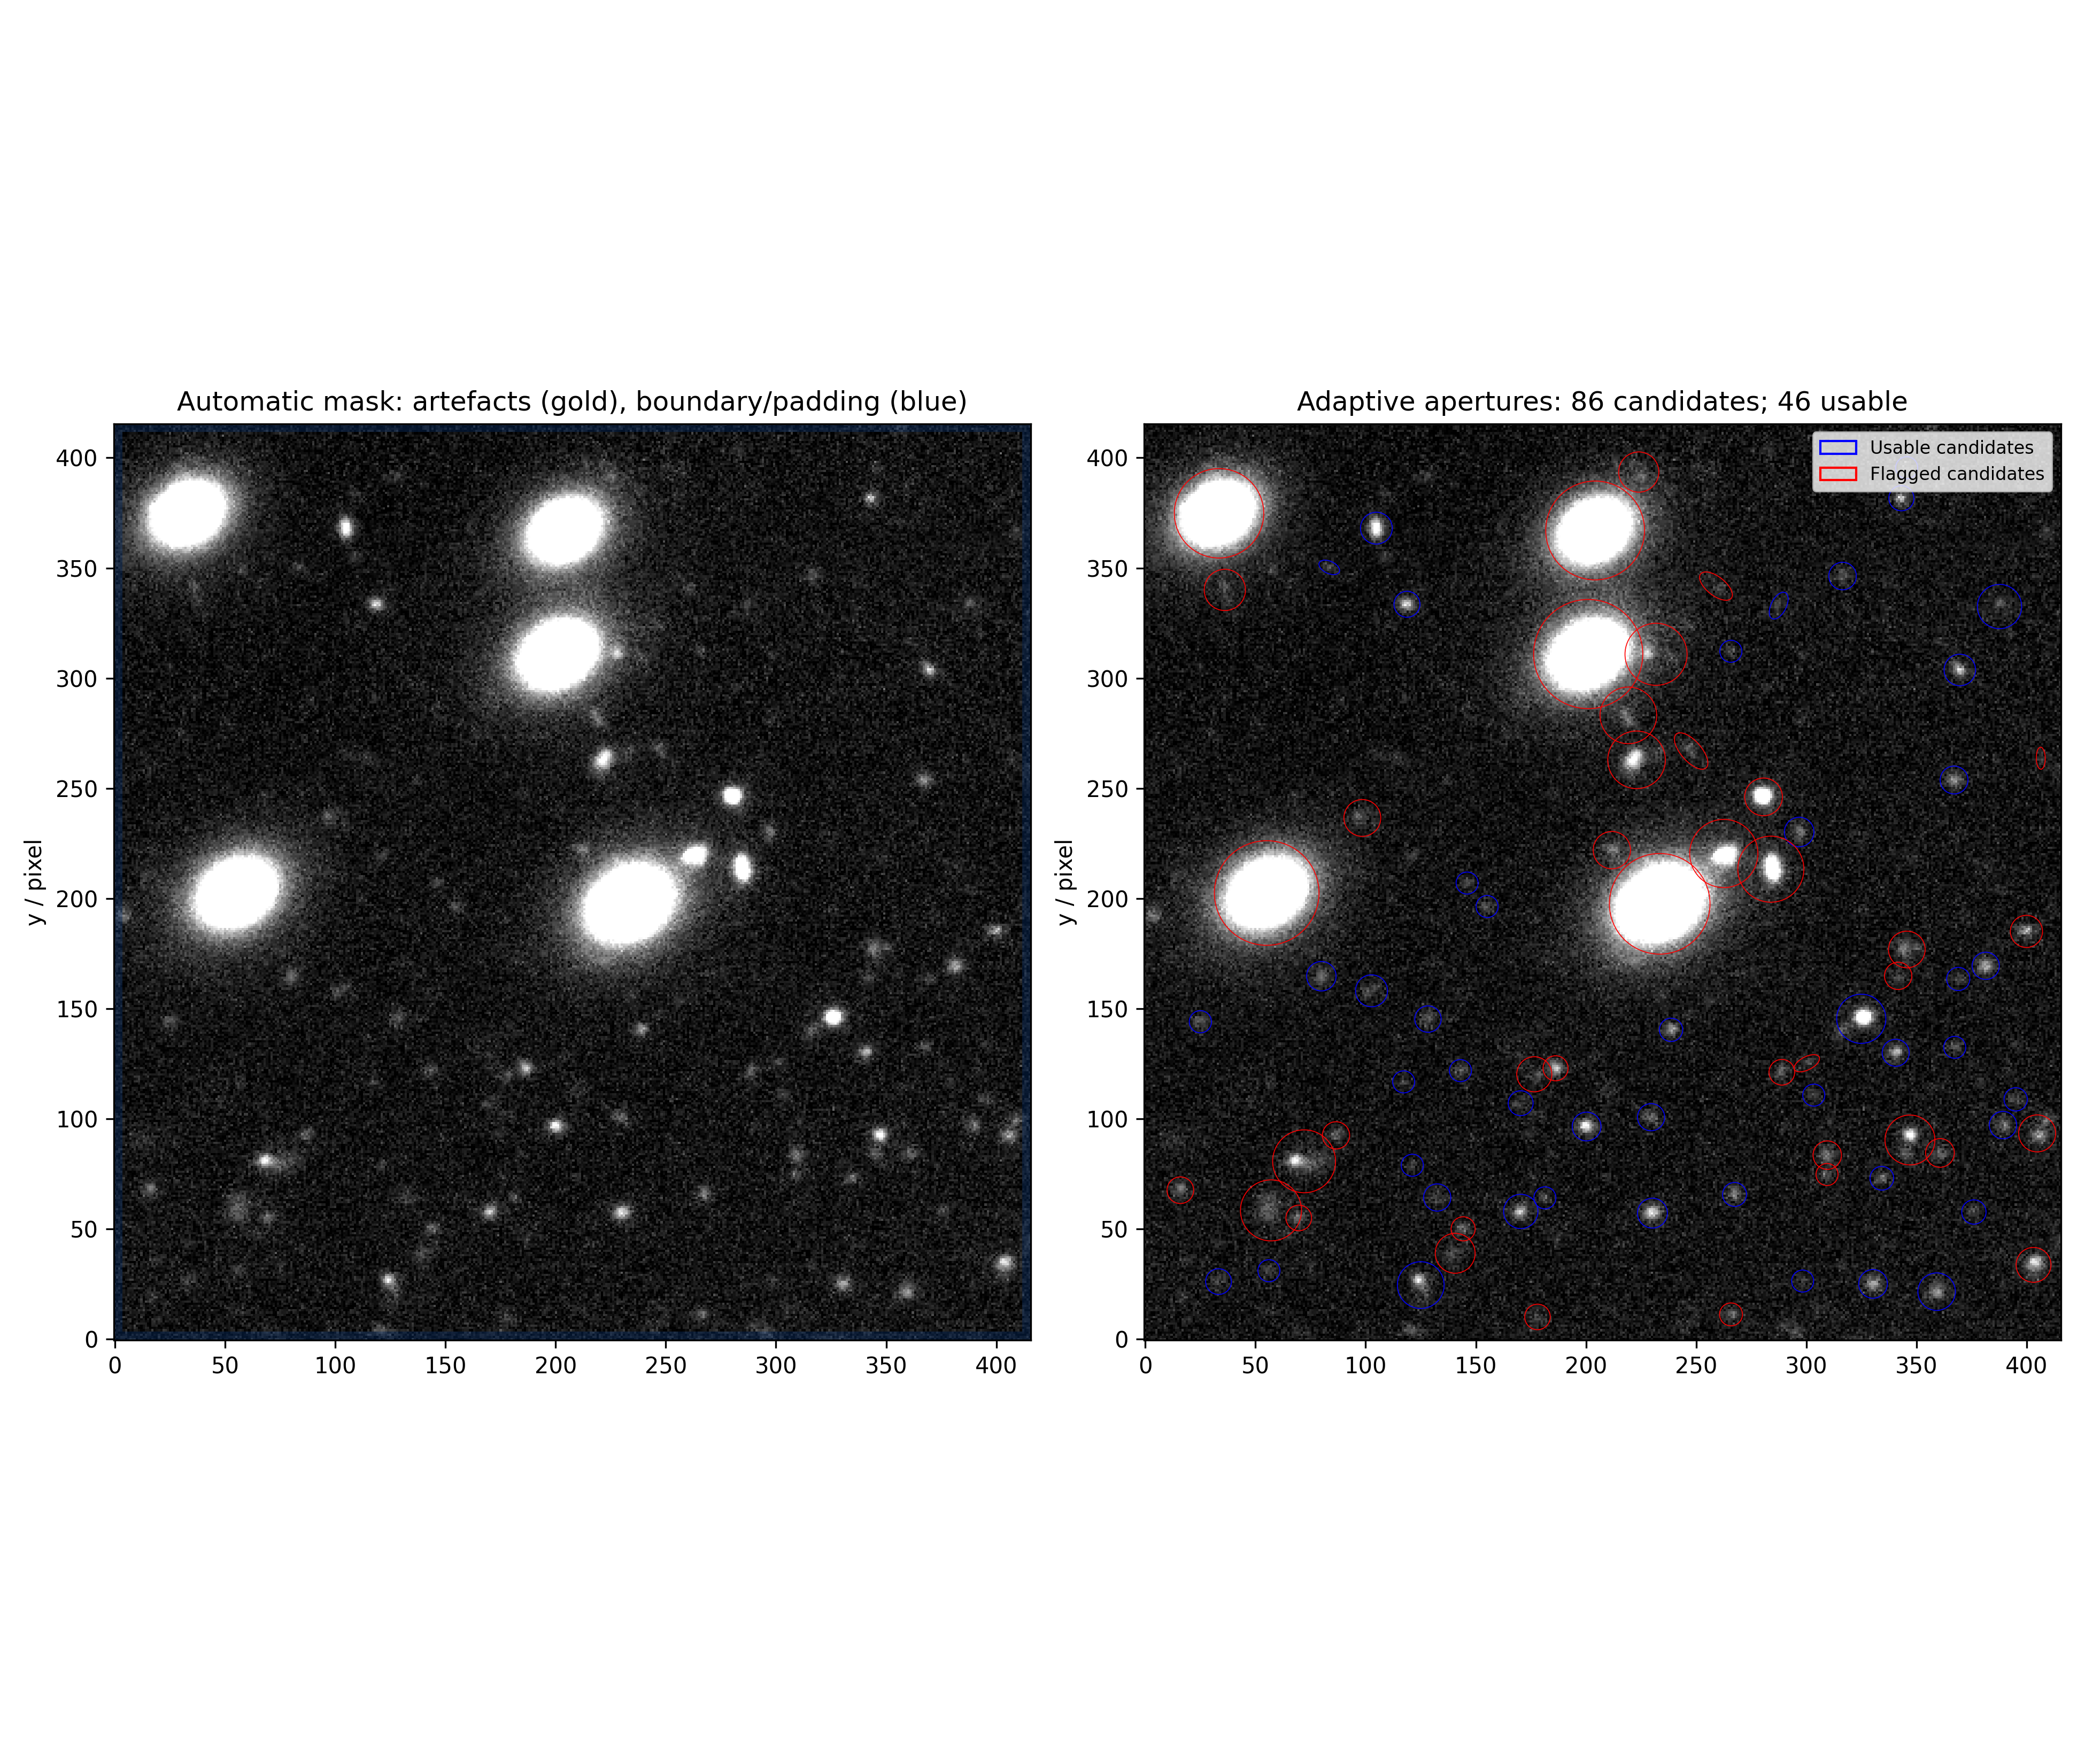 Automatic mask: artefacts (gold), boundary/padding (blue)
400
350
300
250
200
150
100
50
0
y / pixel
0 50 100 150 200 250 300 350 400
Adaptive apertures: 86 candidates; 46 usable
Usable candidates
Flagged candidates
400
350
300
250
200
150
100
50
0
y / pixel
0 50 100 150 200 250 300 350 400